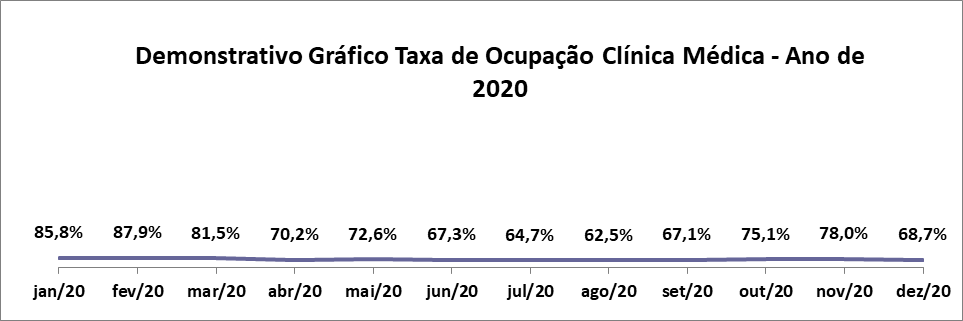 Demonstrativo Gráfico Taxa de Ocupação Clínica Médica - Ano de
2020
85,8% 87,9% 81,5% 70,2% 72,6% 67,3% 64,7% 62,5% 67,1% 75,1% 78,0% 68,7%
jan/20 fev/20 mar/20 abr/20 mai/20 jun/20 jul/20 ago/20 set/20 out/20 nov/20 dez/20